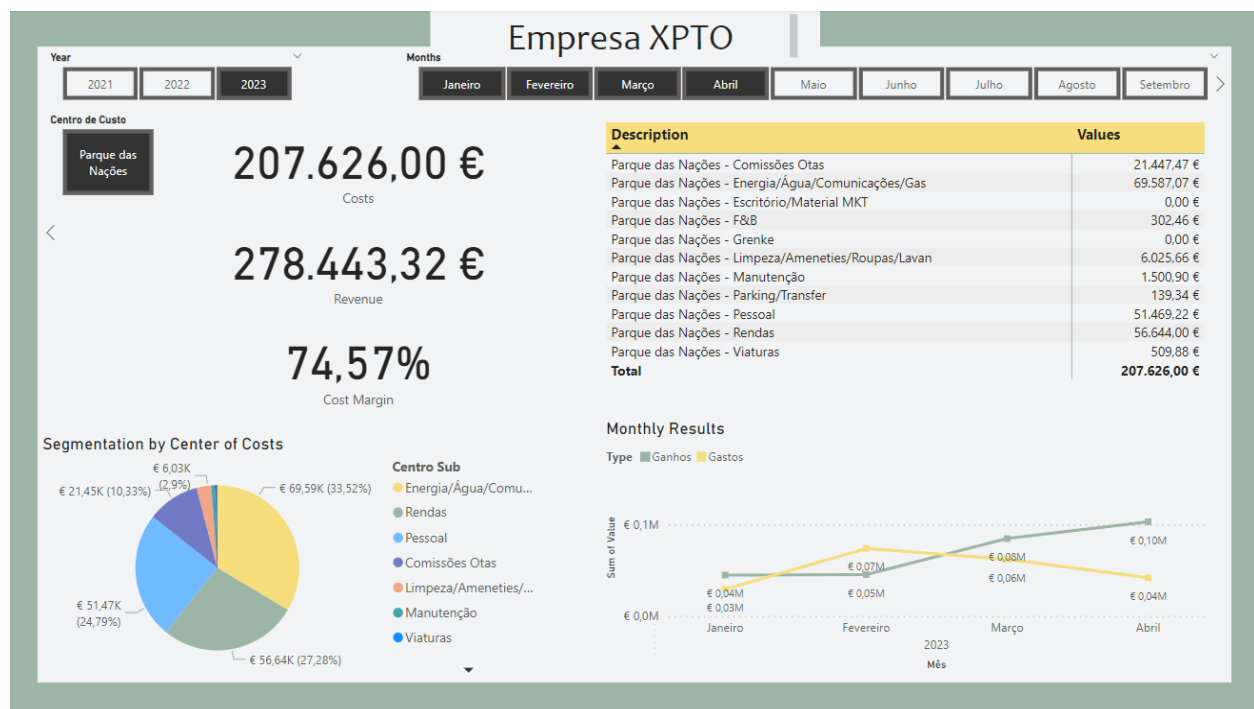 Empresa XPTO
Year
2021 2022 2023
Months
Janeiro Fevereiro Março Abril Maio Junho Julho Agosto Setembro
Centro de Custo
Parque das
Nações
207.626,00 €
Costs
278.443,32 €
Revenue
74,57%
Cost Margin
Description Values
Parque das Nações - Comissões Otas 21.447,47 €
Parque das Nações - Energia/Água/Comunicações/Gas 69.587,07 €
Parque das Nações - Escritório/Material MKT 0,00 €
Parque das Nações - F&B 302,46 €
Parque das Nações - Grenke 0,00 €
Parque das Nações - Limpeza/Ameneties/Roupas/Lavan 6.025,66 €
Parque das Nações - Manutenção 1.500,90 €
Parque das Nações - Parking/Transfer 139,34 €
Parque das Nações - Pessoal 51.469,22 €
Parque das Nações - Rendas 56.644,00 €
Parque das Nações - Viaturas 509,88 €
Total 207.626,00 €
Segmentation by Center of Costs
€ 6,03K
(2,9%)
€ 21,45K (10,33%)
€ 69,59K (33,52%)
€ 51,47K
(24,79%)
€ 56,64K (27,28%)
Centro Sub
Energia/Água/Comu...
Rendas
Pessoal
Comissões Otas
Limpeza/Ameneties/...
Manutenção
Viaturas
Monthly Results
Type Ganhos Gastos
Sum of Value
€ 0,1M
€ 0,0M
€ 0,04M
€ 0,03M
€ 0,07M
€ 0,05M
€ 0,08M
€ 0,06M
€ 0,10M
€ 0,04M
Janeiro Fevereiro Março Abril
2023
Mês